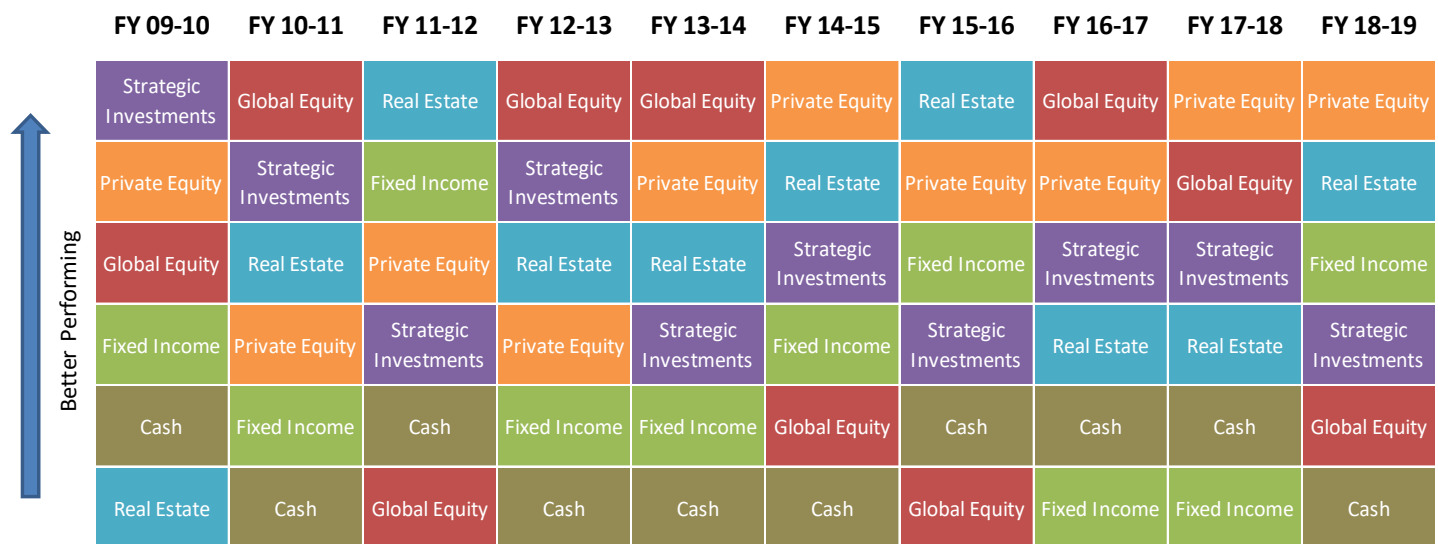 FY 09-10 FY 10-11 FY 11-12 FY 12-13 FY 13-14 FY 14-15 FY 15-16 FY 16-17 FY 17-18 FY 18-19
Strategic Investments Global Equity Real Estate Global Equity Global Equity Private Equity Real Estate Global Equity Private Equity Private Equity
Private Equity Strategic Investments Fixed Income Strategic Investments Private Equity Real Estate Private Equity Private Equity Global Equity Real Estate
Global Equity Real Estate Private Equity Real Estate Real Estate Strategic Investments Fixed Income Strategic Investments Strategic Investments Fixed Income
Fixed Income Private Equity Strategic Investments Private Equity Strategic Investments Fixed Income Strategic Investments Real Estate Real Estate Strategic Investments
Cash Fixed Income Cash Fixed Income Fixed Income Global Equity Cash Cash Cash Global Equity
Real Estate Cash Global Equity Cash Cash Cash Global Equity Fixed Income Fixed Income Cash
Better Performing